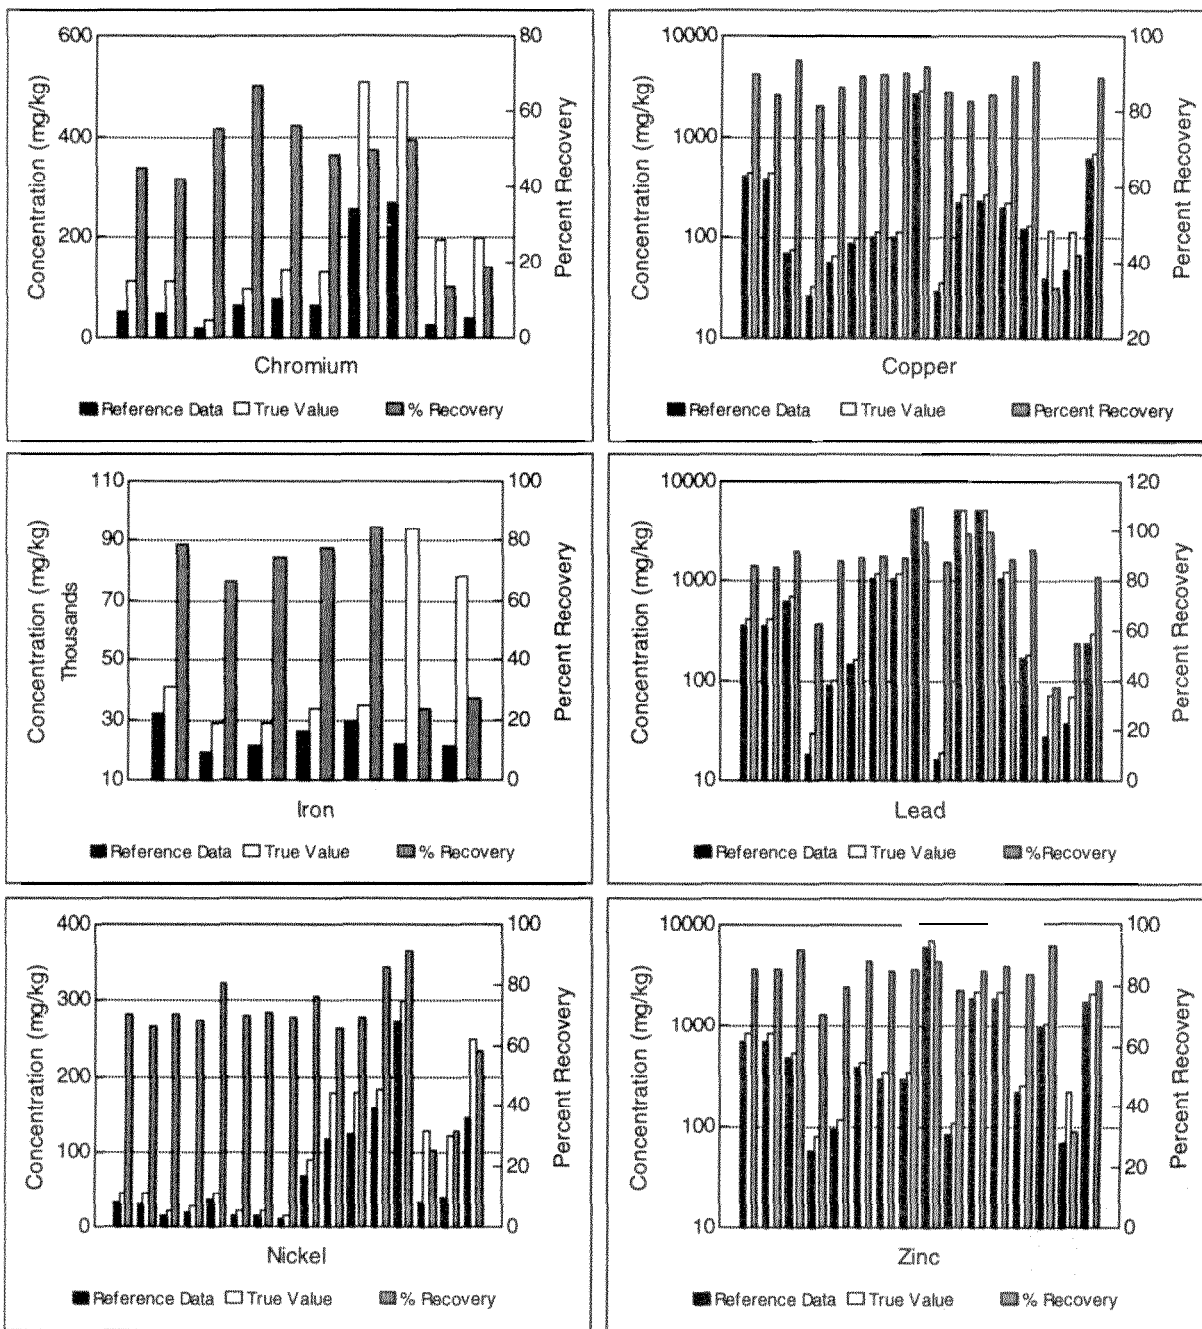 600
400
200
0
80
60
40
20
0
Concentration (mg/kg)
Percent Recovery
Chromium
Reference Data True Value % Recovery
10000
1000
100
10
100
80
60
40
20
Concentration (mg/kg)
Percent Recovery
Copper
Reference Data True Value Percent Recovery
110
90
70
50
30
10
100
80
60
40
20
0
Concentration (mg/kg)
Thousands
Percent Recovery
Iron
Reference Data True Value % Recovery
10000
1000
100
10
120
100
80
60
40
20
0
Concentration (mg/kg)
Percent Recovery
Lead
Reference Data True Value %Recovery
400
300
200
100
0
100
80
60
40
20
0
Concentration (mg/kg)
Percent Recovery
Nickel
Reference Data True Value % Recovery
10000
1000
100
10
100
80
60
40
20
0
Concentration (mg/kg)
Percent Recovery
Zinc
Reference Data True Value % Recovery